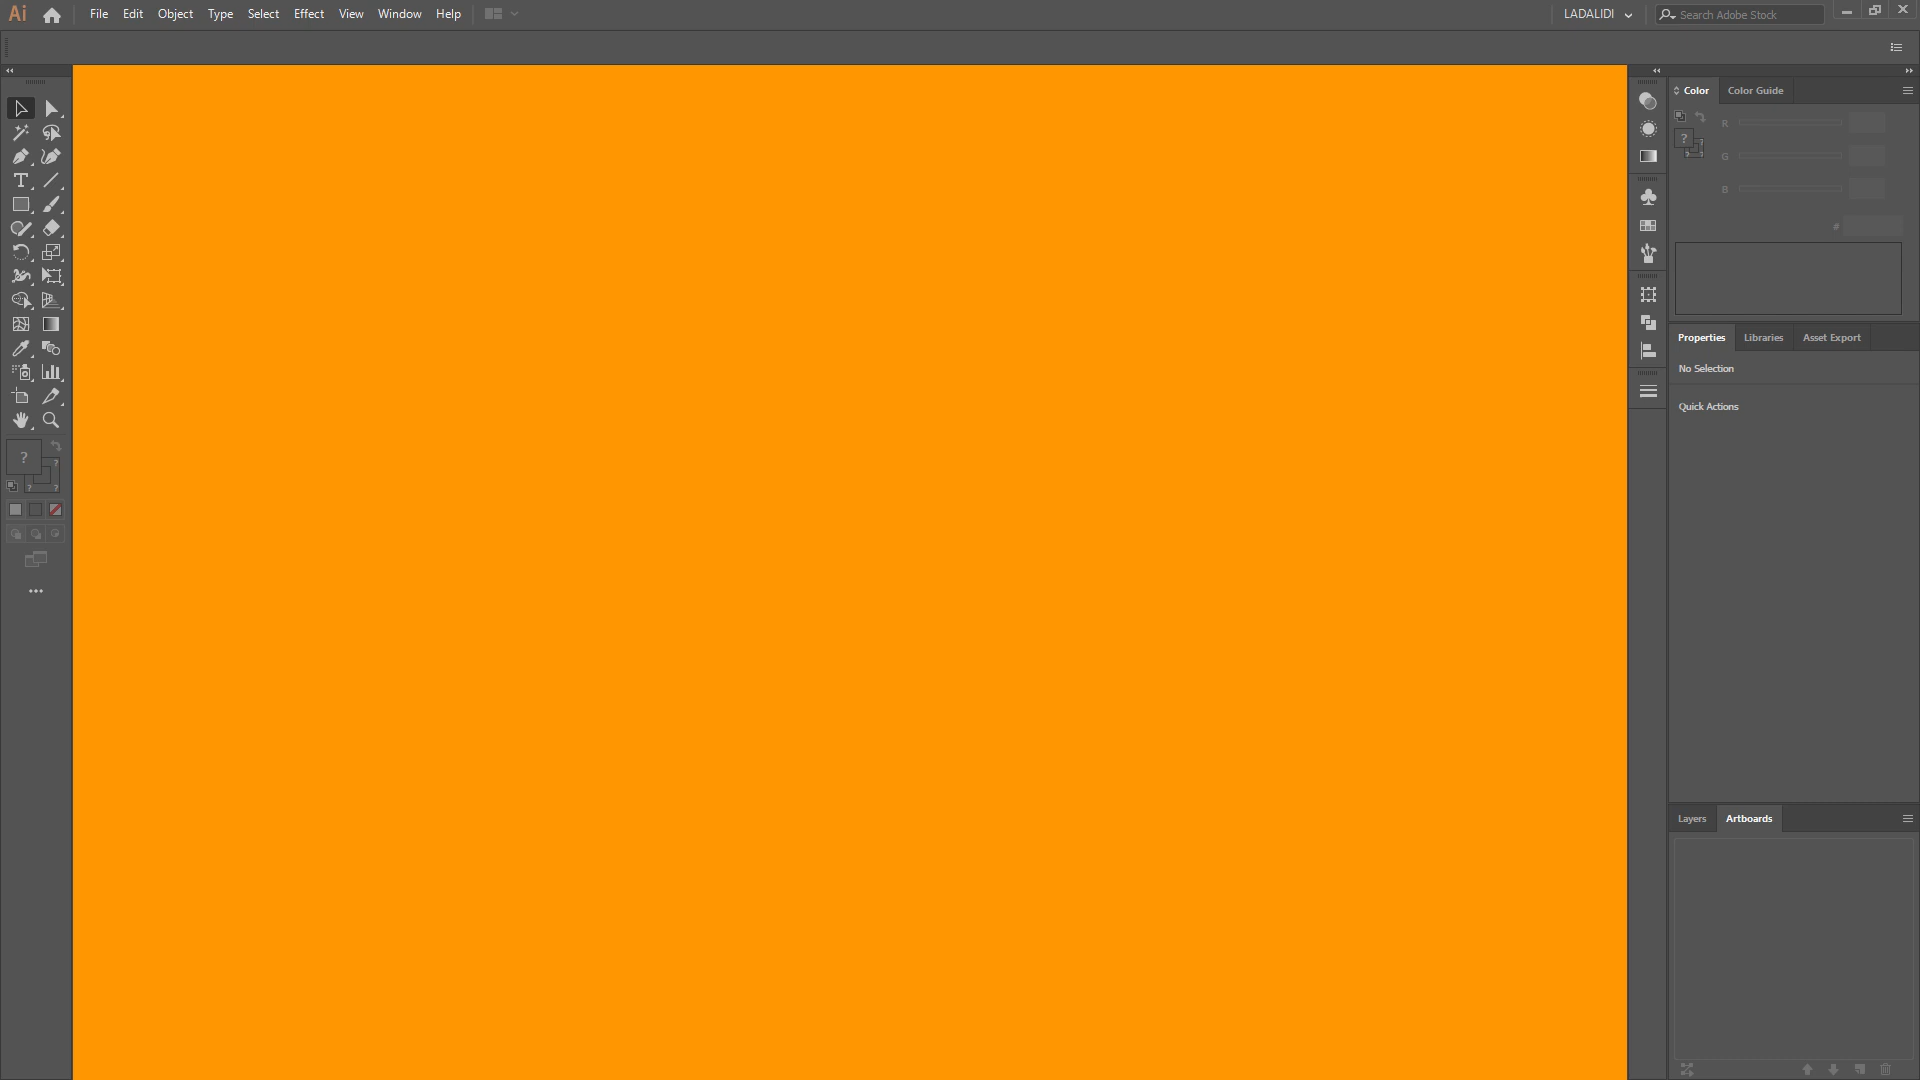 Ai File Edit Object Type Select Effect View Window Help LADALIDI Search Adobe Stock
Color Color Guide
R
?
G
B
#
Properties Libraries Asset Export
No Selection
Quick Actions
?
?
? ?
Layers Artboards